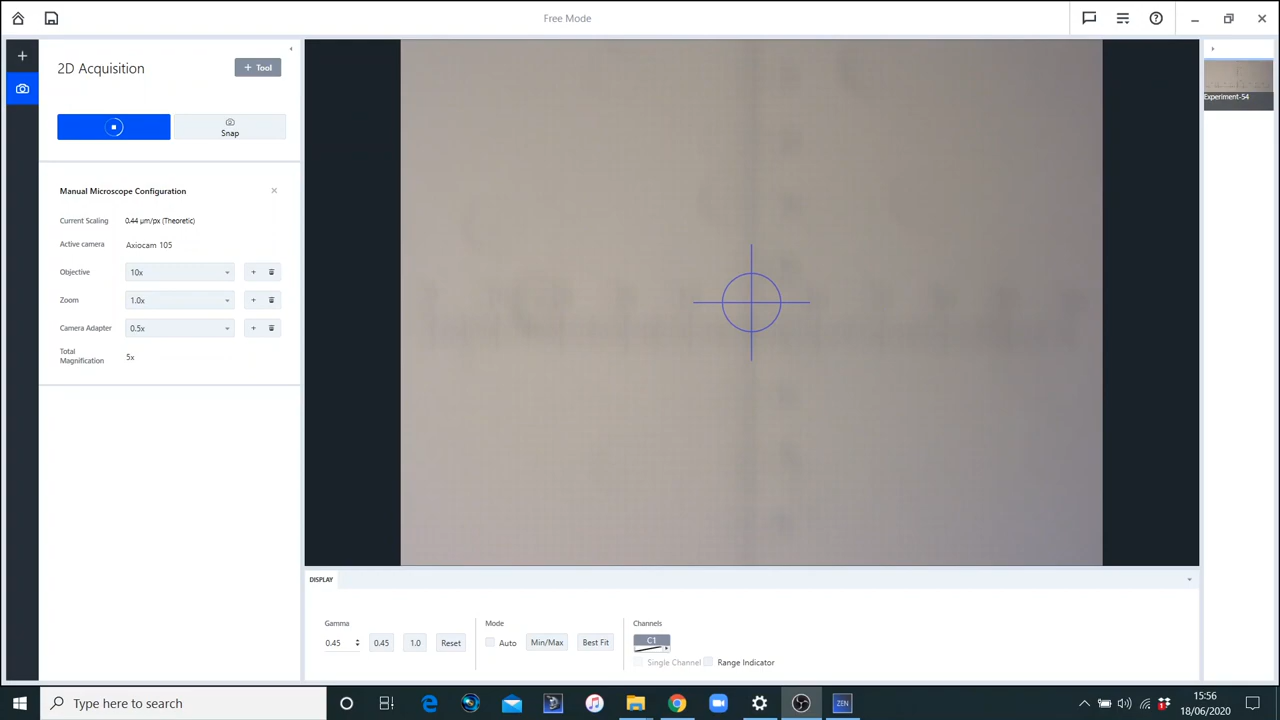 Free Mode
2D Acquisition
+ Tool
Snap
Manual Microscope Configuration
Current Scaling 0.44 µm/px (Theoretic)
Active camera Axiocam 105
Objective 10x
Zoom 1.0x
Camera Adapter 0.5x
Total Magnification 5x
Experiment-54
DISPLAY
Gamma Mode Channels
0.45 0.45 1.0 Reset Auto Min/Max Best Fit C1
Single Channel Range Indicator
Type here to search
ZEN
15:56
18/06/2020